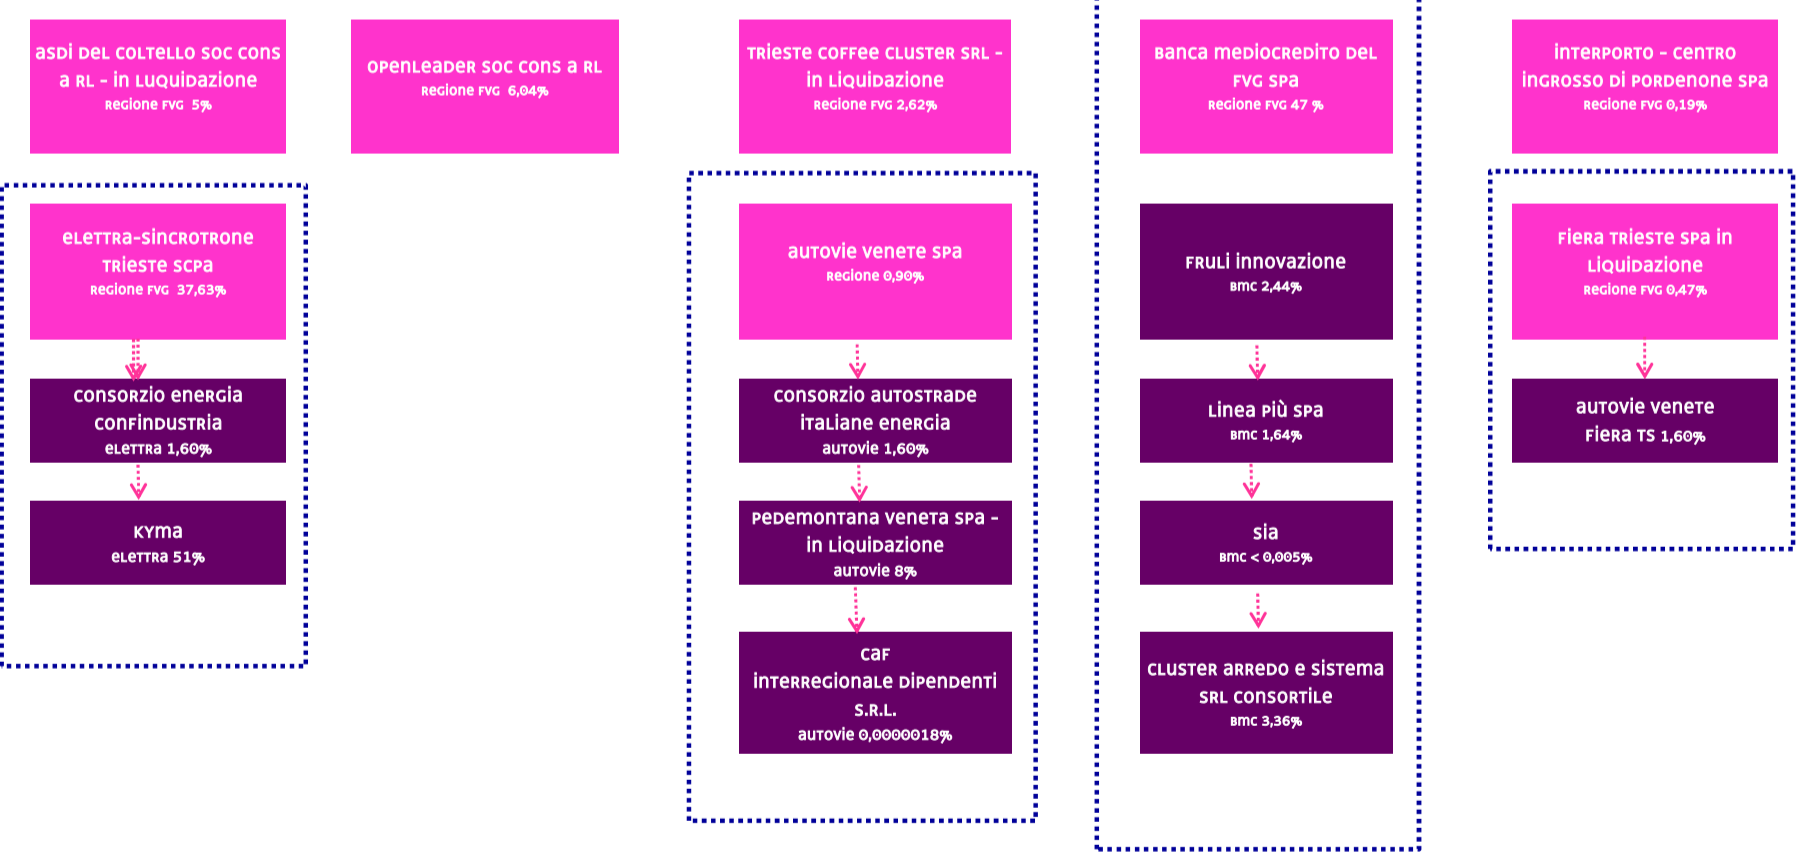 asDi DeL coLTeLLo soc cons
a RL - in LuQuiDazione
Regione FVG 5%
openLeaDeR soc cons a RL
Regione FVG 6,04%
TRiesTe coFFee cLusTeR sRL -
in LiQuiDazione
Regione FVG 2,62%
Banca meDiocReDiTo DeL
FVG spa
Regione FVG 47 %
inTeRpoRTo - cenTRo
inGRosso Di poRDenone spa
Regione FVG 0,19%
eLeTTRa-sincRoTRone
TRiesTe scpa
Regione FVG 37,63%
consoRzio eneRGia
conFinDusTRia
eLeTTRa 1,60%
KYma
eLeTTRa 51%
auTovie veneTe spa
Regione 0,90%
consoRzio auTosTRaDe
iTaLiane eneRGia
auTovie 1,60%
peDemonTana veneTa spa -
in LiQuiDazione
auTovie 8%
caF
inTeRReGionaLe DipenDenTi
S.R.L.
auTovie 0,0000018%
FRuLi innovazione
Bmc 2,44%
Linea più spa
Bmc 1,64%
sia
Bmc < 0,005%
cLusTeR aRReDo e sisTema
sRL consoRTiLe
Bmc 3,36%
FieRa TRiesTe spa in
LiQuiDazione
Regione FVG 0,47%
auTovie veneTe
FieRa TS 1,60%